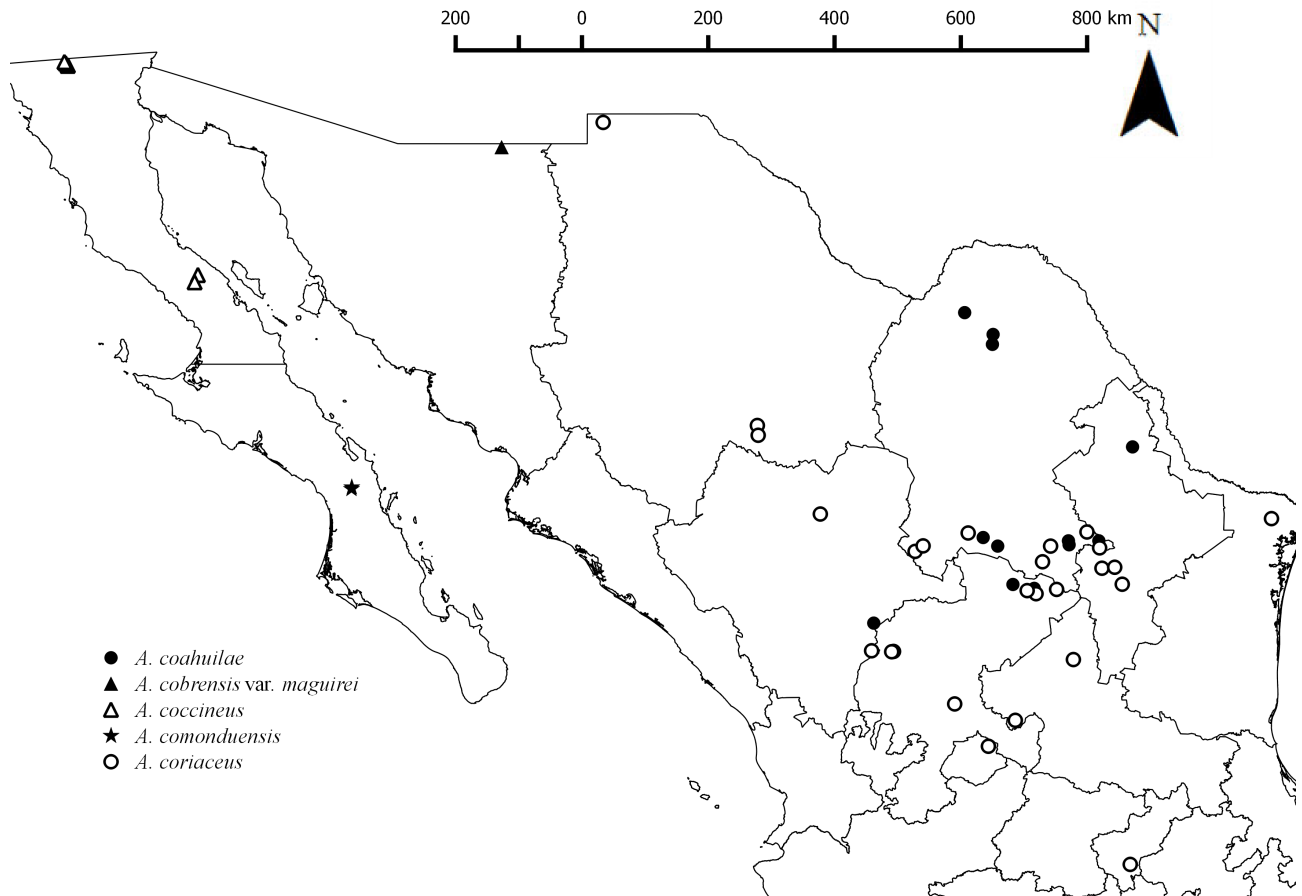 200 0 200 400 600 800 km
N
A. coahuilae
A. cobrensis var. maguirei
A. coccineus
A. comonduensis
A. coriaceus